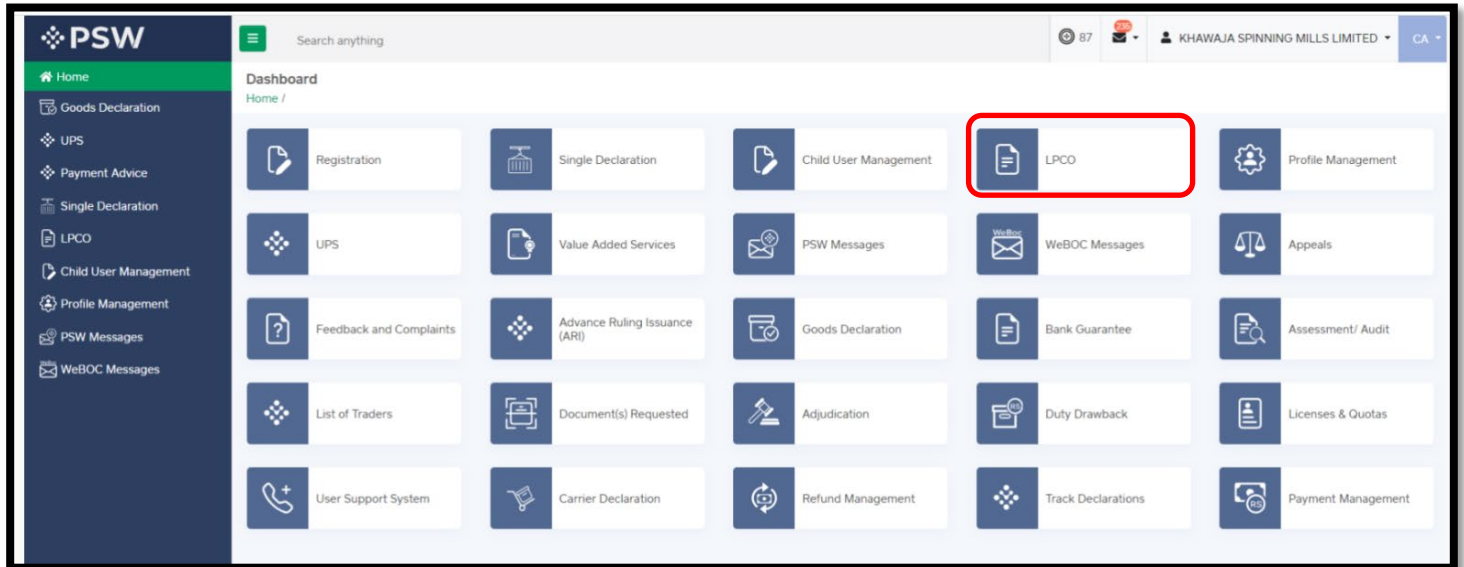 PSW
Search anything
87
235
KHAWAJA SPINNING MILLS LIMITED
CA
Home
Goods Declaration
UPS
Payment Advice
Single Declaration
LPCO
Child User Management
Profile Management
PSW Messages
WeBOC Messages
Dashboard
Home /
Registration
Single Declaration
Child User Management
LPCO
Profile Management
UPS
Value Added Services
PSW Messages
WeBoc
WeBOC Messages
Appeals
Feedback and Complaints
Advance Ruling Issuance
(ARI)
Goods Declaration
Bank Guarantee
Assessment/ Audit
List of Traders
Document(s) Requested
Adjudication
RS
Duty Drawback
Licenses & Quotas
User Support System
Carrier Declaration
Refund Management
Track Declarations
RS
Payment Management